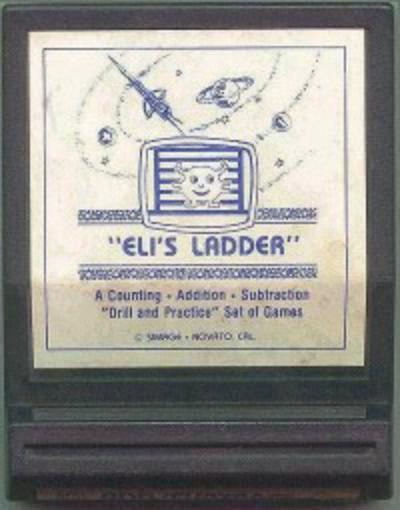 "ELI'S LADDER"
A Counting • Addition • Subtraction
"Drill and Practice" Set of Games
© SIMAGE • NOVATO, CAL.